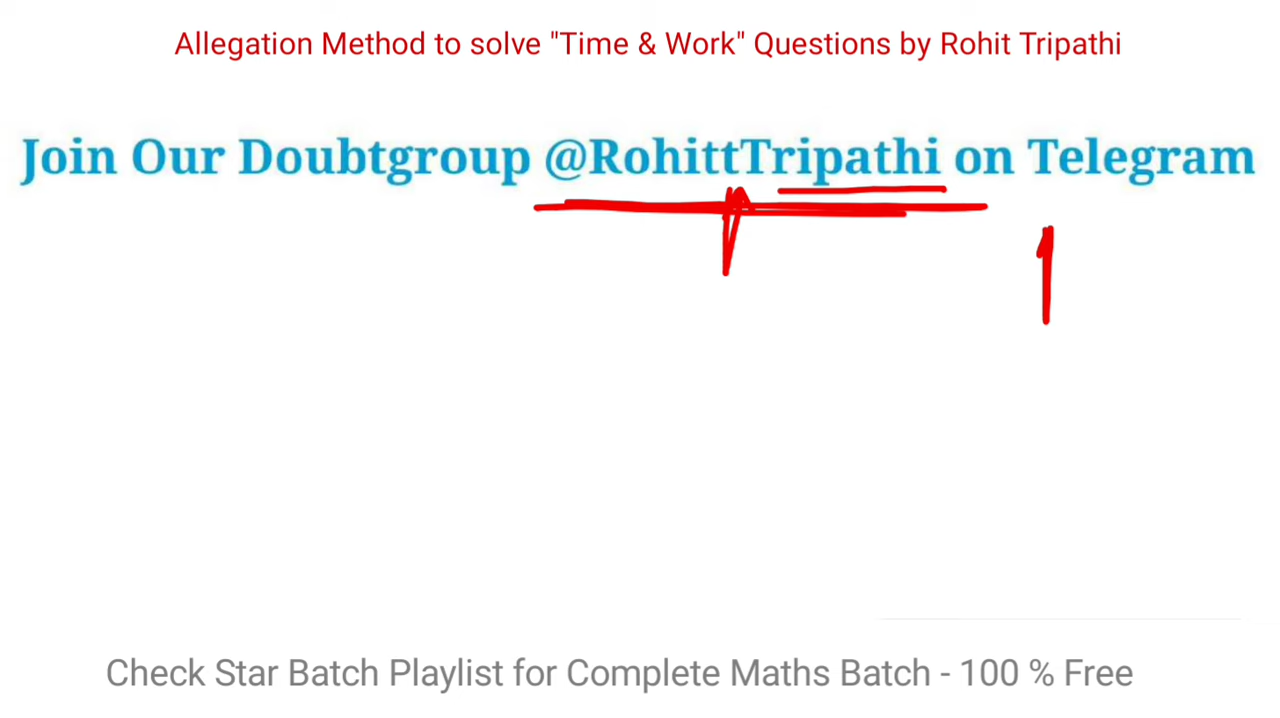 Allegation Method to solve "Time & Work" Questions by Rohit Tripathi
Join Our Doubtgroup @RohittTripathi on Telegram
Check Star Batch Playlist for Complete Maths Batch - 100 % Free